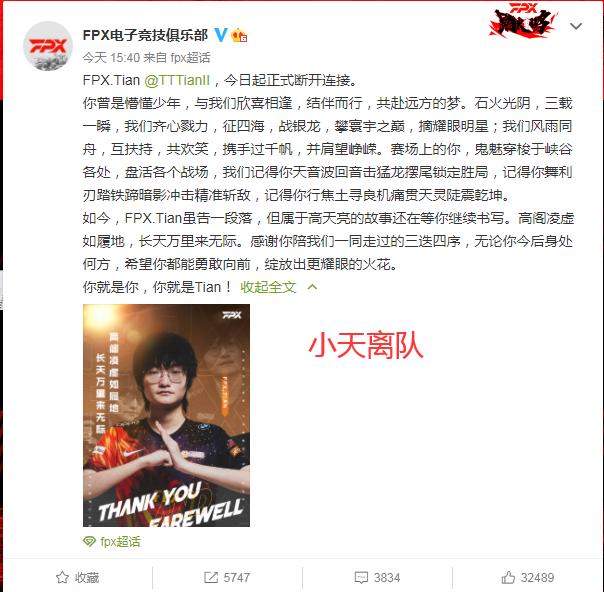 FPX
FPX电子竞技俱乐部
今天 15:40 来自 fpx超话
FPX.Tian @TTTianll，今日起正式断开连接。
你曾是懵懂少年，与我们欣喜相逢，结伴而行，共赴远方的梦。石火光阴，三载
一瞬，我们齐心戮力，征四海，战银龙，攀寰宇之巅，摘耀眼明星；我们风雨同
舟，互扶持，共欢笑，携手过千帆，并肩望峥嵘。赛场上的你，鬼魅穿梭于峡谷
各处，盘活各个战场，我们记得你天音波回音击猛龙摆尾锁定胜局，记得你舞利
刃踏铁蹄暗影冲击精准斩敌，记得你行焦土寻良机痛贯天灵陡震乾坤。
如今，FPX.Tian虽告一段落，但属于高天亮的故事还在等你继续书写。高阁凌虚
如履地，长天万里来无际。感谢你陪我们一同走过的三迭四序，无论你今后身处
何方，希望你都能勇敢向前，绽放出更耀眼的火花。
你就是你，你就是Tian！ 收起全文
FPX
高阁凌虚如履地
长天万里来无际
FPX.TIAN
THANK YOU
FAREWELL
小天离队
fpx超话
收藏
5747
3834
32489